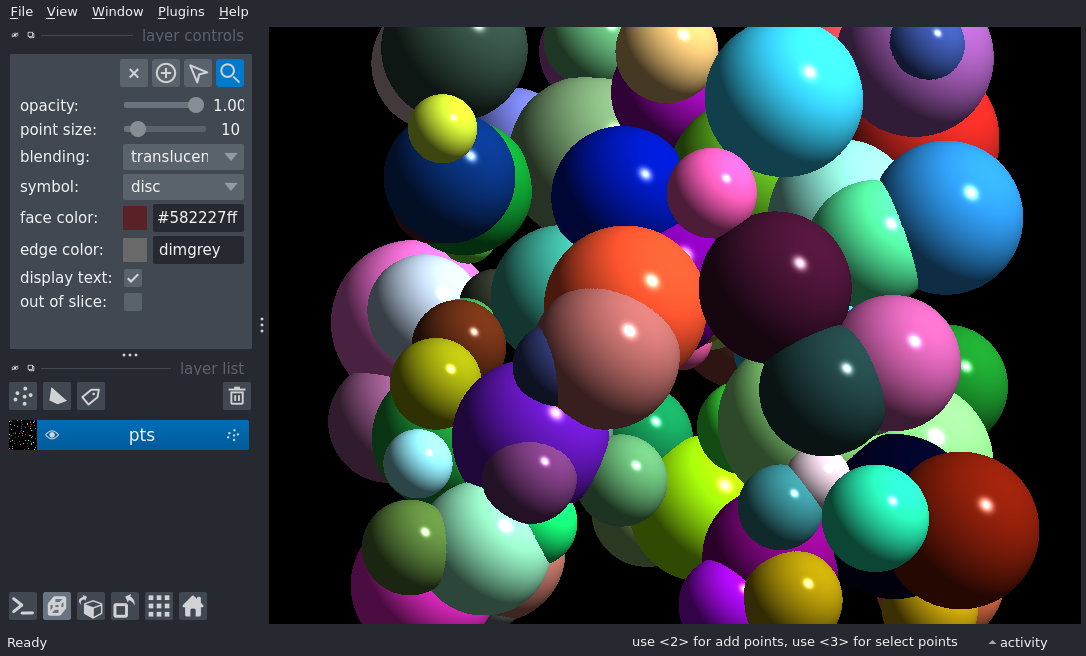 File View Window Plugins Help
layer controls
opacity: 1.00
point size: 10
blending: translucen
symbol: disc
face color: #582227ff
edge color: dimgrey
display text:
out of slice:
layer list
pts
Ready
use <2> for add points, use <3> for select points
activity